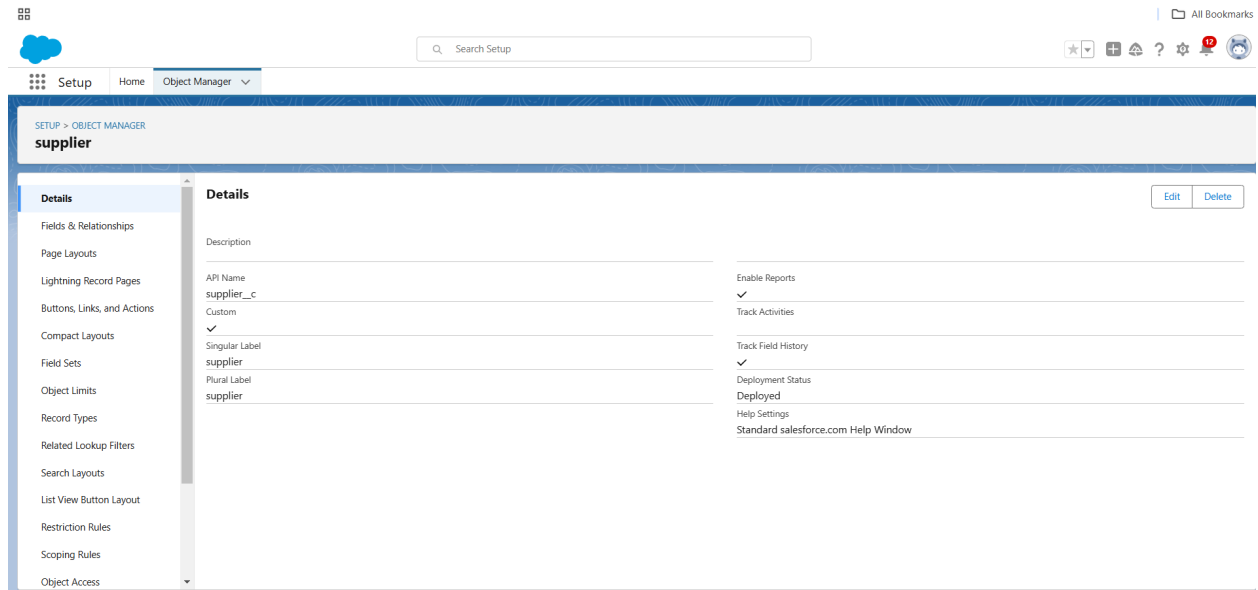 All Bookmarks
Search Setup
12
Setup Home Object Manager
SETUP > OBJECT MANAGER
supplier
Details
Fields & Relationships
Page Layouts
Lightning Record Pages
Buttons, Links, and Actions
Compact Layouts
Field Sets
Object Limits
Record Types
Related Lookup Filters
Search Layouts
List View Button Layout
Restriction Rules
Scoping Rules
Object Access
Details
Edit Delete
Description
API Name
supplier__c
Custom
Singular Label
supplier
Plural Label
supplier
Enable Reports
Track Activities
Track Field History
Deployment Status
Deployed
Help Settings
Standard salesforce.com Help Window